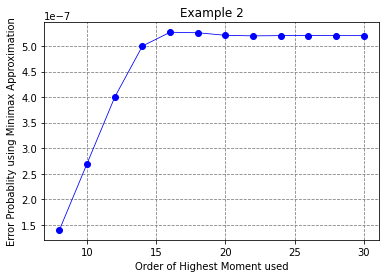 Example 2
1e−7
Error Probablity using Minimax Approximation
5.0
4.5
4.0
3.5
3.0
2.5
2.0
1.5
10 15 20 25 30
Order of Highest Moment used